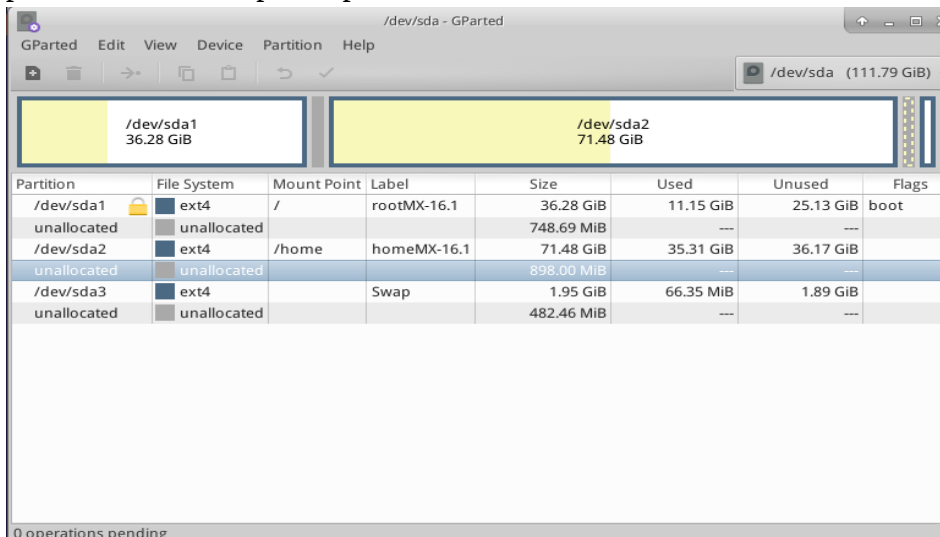 /dev/sda - GParted
GParted Edit View Device Partition Help
/dev/sda (111.79 GiB)
/dev/sda1
36.28 GiB
/dev/sda2
71.48 GiB
Partition File System Mount Point Label Size Used Unused Flags
/dev/sda1 ext4 / rootMX-16.1 36.28 GiB 11.15 GiB 25.13 GiB boot
unallocated unallocated 748.69 MiB --- ---
/dev/sda2 ext4 /home homeMX-16.1 71.48 GiB 35.31 GiB 36.17 GiB
unallocated unallocated 898.00 MiB --- ---
/dev/sda3 ext4 Swap 1.95 GiB 66.35 MiB 1.89 GiB
unallocated unallocated 482.46 MiB --- ---
0 operations pending